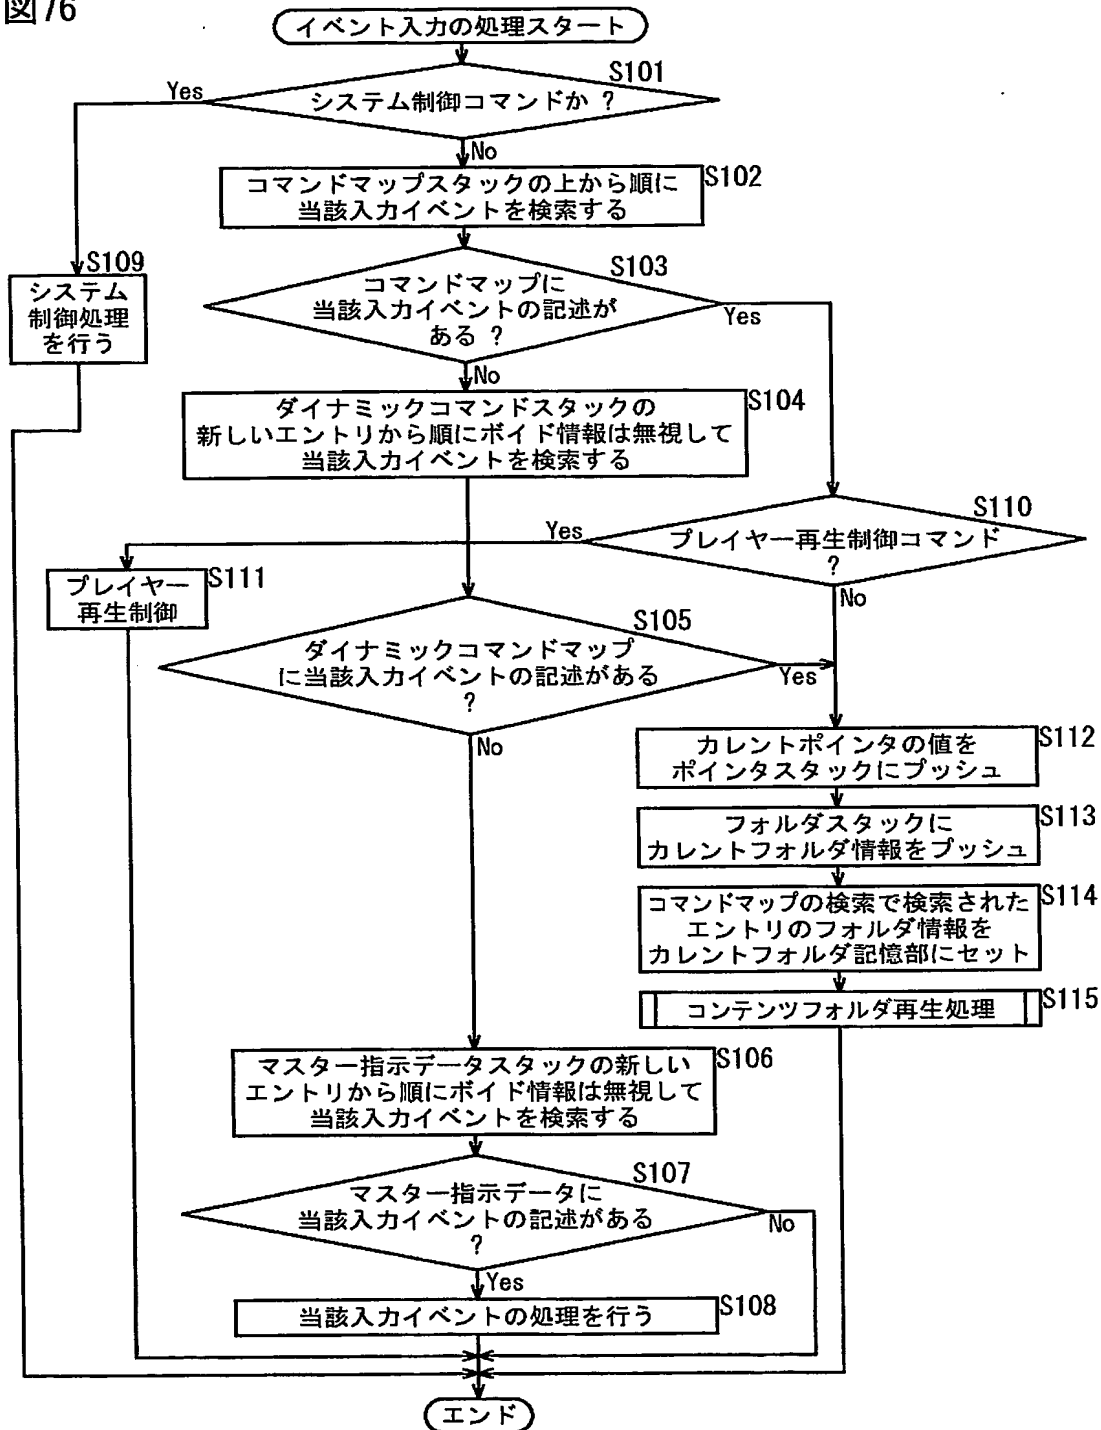 図76
イベント入力の処理スタート
S101
Yes
システム制御コマンドか ?
No
S102
コマンドマップスタックの上から順に
当該入力イベントを検索する
S109
システム
制御処理
を行う
S103
コマンドマップに
当該入力イベントの記述が
ある ?
Yes
No
S104
ダイナミックコマンドスタックの
新しいエントリから順にボイド情報は無視して
当該入力イベントを検索する
S110
Yes
プレイヤー再生制御コマンド
?
No
S111
プレイヤー
再生制御
S105
ダイナミックコマンドマップ
に当該入力イベントの記述がある
?
Yes
No
S112
カレントポインタの値を
ポインタスタックにプッシュ
S113
フォルダスタックに
カレントフォルダ情報をプッシュ
S114
コマンドマップの検索で検索された
エントリのフォルダ情報を
カレントフォルダ記憶部にセット
S115
コンテンツフォルダ再生処理
S106
マスター指示データスタックの新しい
エントリから順にボイド情報は無視して
当該入力イベントを検索する
S107
マスター指示データに
当該入力イベントの記述がある
?
No
Yes
S108
当該入力イベントの処理を行う
エンド